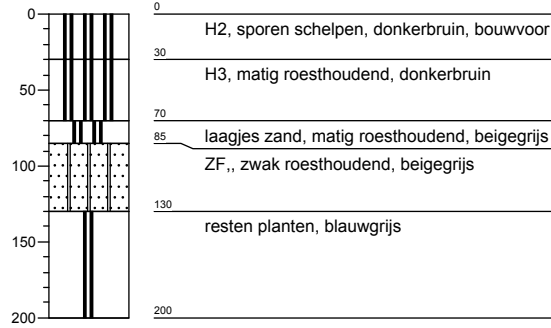 0
0
H2, sporen schelpen, donkerbruin, bouwvoor
30
H3, matig roesthoudend, donkerbruin
50
70
laagjes zand, matig roesthoudend, beigegrijs
85
ZF,, zwak roesthoudend, beigegrijs
100
130
resten planten, blauwgrijs
150
200
200